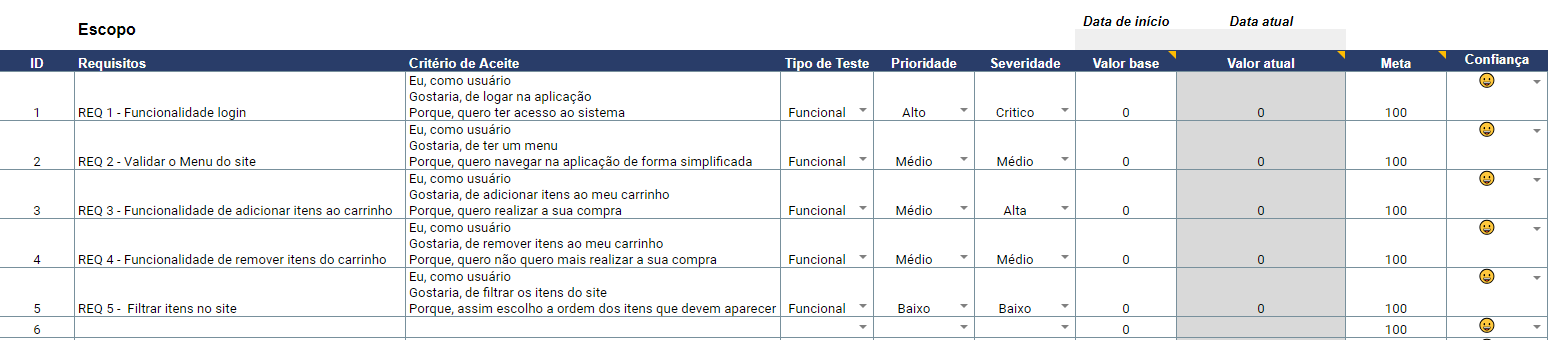 Escopo
Data de início Data atual
ID Requisitos Critério de Aceite Tipo de Teste Prioridade Severidade Valor base Valor atual Meta Confiança
Eu, como usuário
Gostaria, de logar na aplicação
1 REQ 1 - Funcionalidade login Porque, quero ter acesso ao sistema Funcional Alto Critico 0 0 100
Eu, como usuário
Gostaria, de ter um menu
2 REQ 2 - Validar o Menu do site Porque, quero navegar na aplicação de forma simplificada Funcional Médio Médio 0 0 100
Eu, como usuário
Gostaria, de adicionar itens ao meu carrinho
3 REQ 3 - Funcionalidade de adicionar itens ao carrinho Porque, quero realizar a sua compra Funcional Médio Alta 0 0 100
Eu, como usuário
Gostaria, de remover itens ao meu carrinho
4 REQ 4 - Funcionalidade de remover itens do carrinho Porque, quero não quero mais realizar a sua compra Funcional Médio Médio 0 0 100
Eu, como usuário
Gostaria, de filtrar os itens do site
5 REQ 5 - Filtrar itens no site Porque, assim escolho a ordem dos itens que devem aparecer Funcional Baixo Baixo 0 0 100
6 0 100